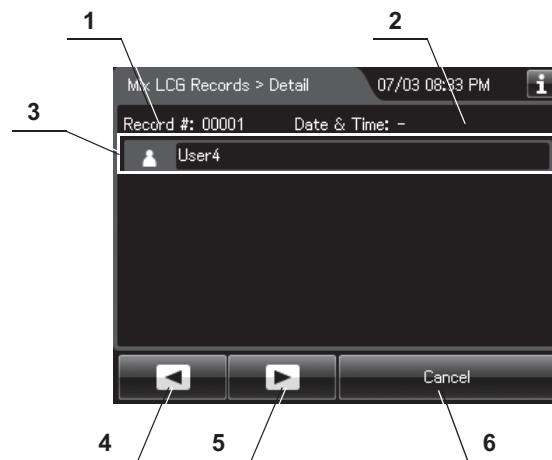 1 2
Mix LCG Records > Detail 07/03 08:33 PM i
3
Record #: 00001 Date & Time: -
User4
Cancel
4 5 6